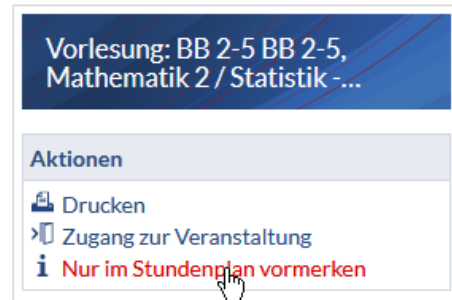 Vorlesung: BB 2-5 BB 2-5,
Mathematik 2 / Statistik -...
Aktionen
Drucken
Zugang zur Veranstaltung
Nur im Stundenplan vormerken